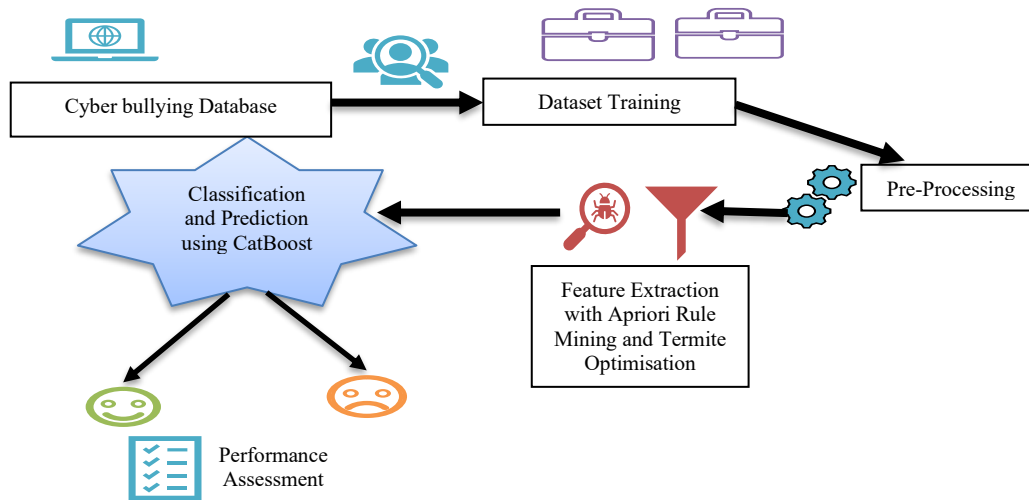 Cyber bullying Database
Dataset Training
Pre-Processing
Classification
and Prediction
using CatBoost
Feature Extraction
with Apriori Rule
Mining and Termite
Optimisation
Performance
Assessment